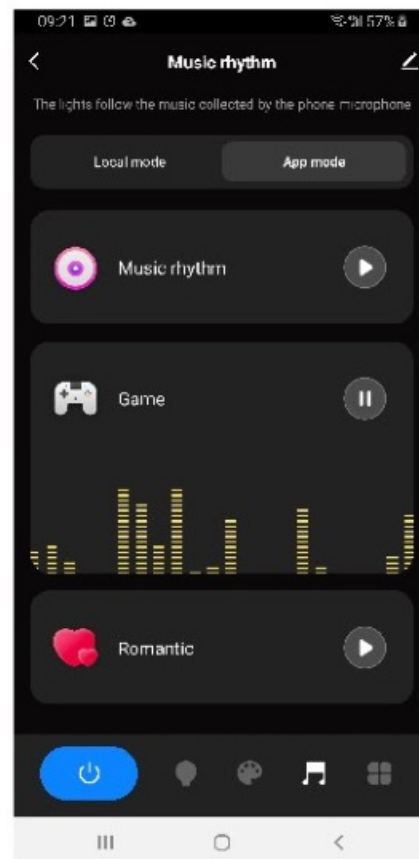 09:21 57%
Music rhythm
The lights follow the music collected by the phone microphone
Local mode App mode
Music rhythm
Game
Romantic